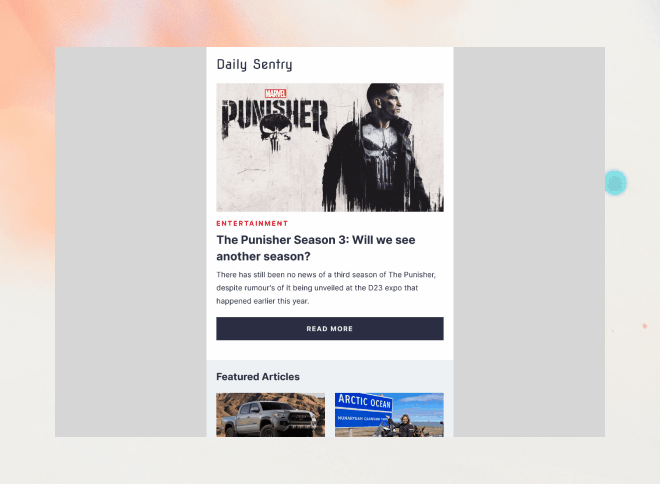 Daily Sentry
MARVEL
PUNISHER
ENTERTAINMENT
The Punisher Season 3: Will we see
another season?
There has still been no news of a third season of The Punisher,
despite rumour's of it being unveiled at the D23 expo that
happened earlier this year.
READ MORE
Featured Articles
ARCTIC OCEAN